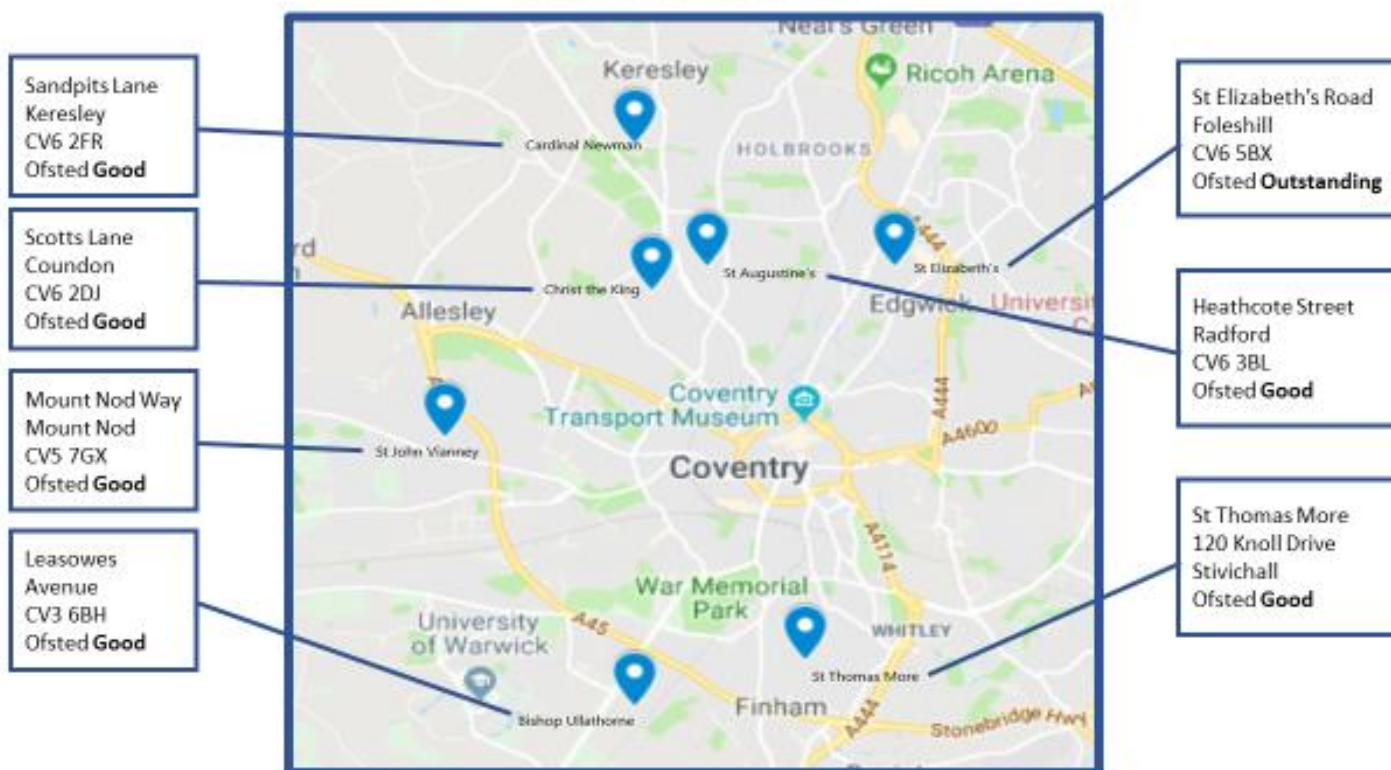 Sandpits Lane
Keresley
CV6 2FR
Ofsted Good
Scotts Lane
Coundon
CV6 2DJ
Ofsted Good
Mount Nod Way
Mount Nod
CV5 7GX
Ofsted Good
Leasowes
Avenue
CV3 6BH
Ofsted Good
Neal's Green
Keresley
Ricoh Arena
Cardinal Newman
HOLBROOKS
A444
St Augustine's
St Elizabeth's
Christ the King
Edgwick
Allesley
Coventry
Transport Museum
A444
A4600
St John Vianney
Coventry
A4114
War Memorial
Park
University
of Warwick
A45
WHITLEY
St Thomas More
Bishop Ullathorne
Finham
A444
Stonebridge Hwy
St Elizabeth's Road
Foleshill
CV6 5BX
Ofsted Outstanding
Heathcote Street
Radford
CV6 3BL
Ofsted Good
St Thomas More
120 Knoll Drive
Stivichall
Ofsted Good